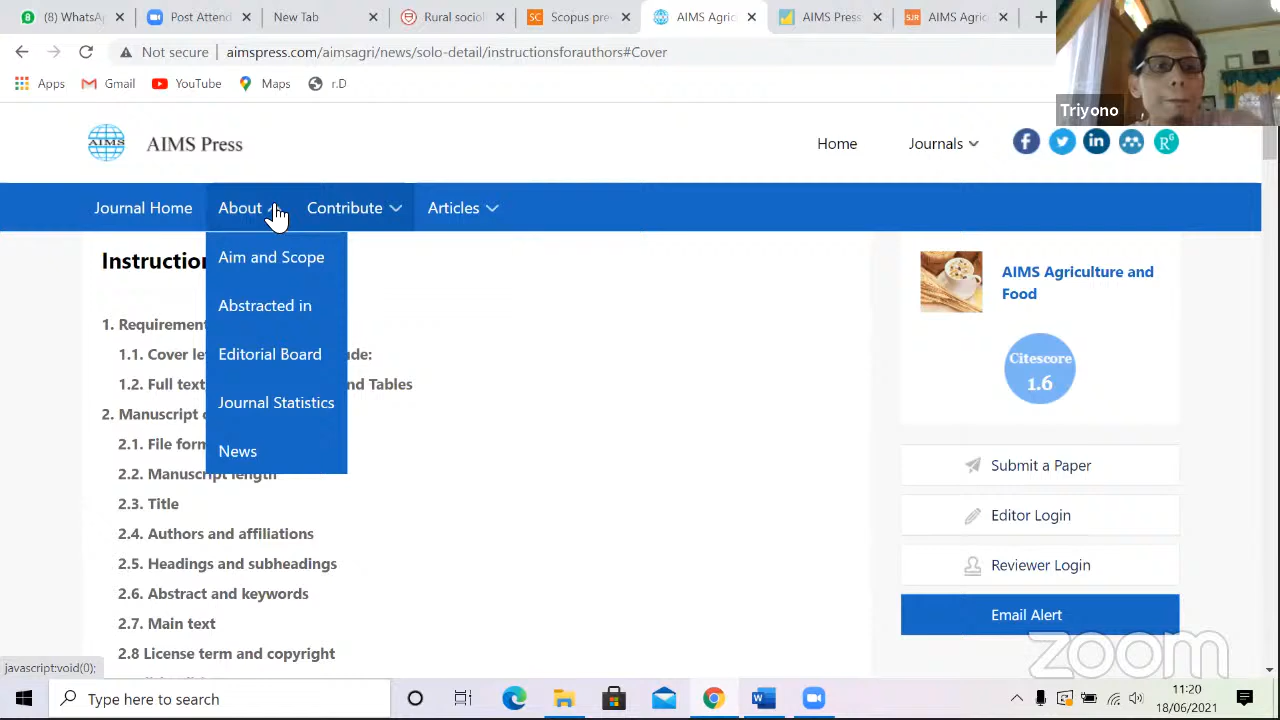 (8) WhatsA
Post Attend
New Tab
Rural sociol
Scopus pre
AIMS Agric
AIMS Press
AIMS Agric
Not secure
aimspress.com/aimsagri/news/solo-detail/instructionsforauthors#Cover
Apps
Gmail
YouTube
Maps
r.D
Triyono
AIMS
AIMS Press
Home
Journals
Journal Home
About
Contribute
Articles
Aim and Scope
Abstracted in
Editorial Board
Journal Statistics
News
Instruction
1. Requirement
1.1. Cover le
ude:
1.2. Full text
nd Tables
2. Manuscript
2.1. File form
2.2. Manuscript length
2.3. Title
2.4. Authors and affiliations
2.5. Headings and subheadings
2.6. Abstract and keywords
2.7. Main text
2.8 License term and copyright
AIMS Agriculture and
Food
Citescore
1.6
Submit a Paper
Editor Login
Reviewer Login
Email Alert
zoom
javascript:void(0);
Type here to search
11:20
18/06/2021